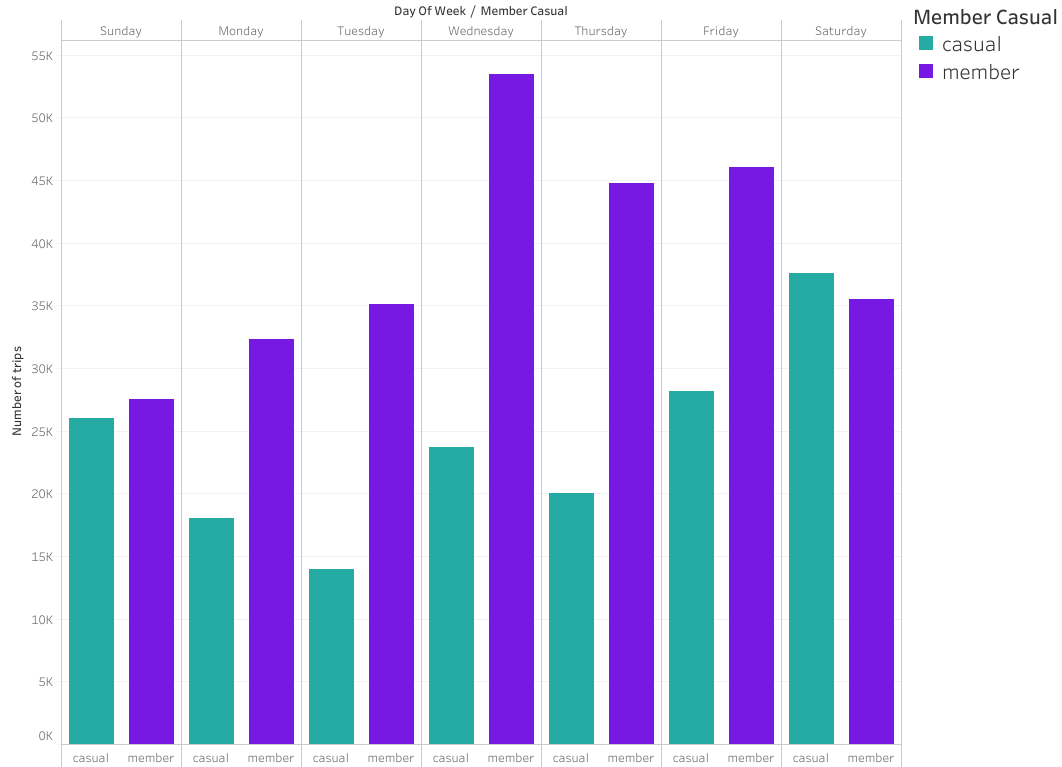 Day Of Week / Member Casual
Sunday Monday Tuesday Wednesday Thursday Friday Saturday
Number of trips
55K
50K
45K
40K
35K
30K
25K
20K
15K
10K
5K
0K
casual member casual member casual member casual member casual member casual member casual member
Member Casual
casual
member